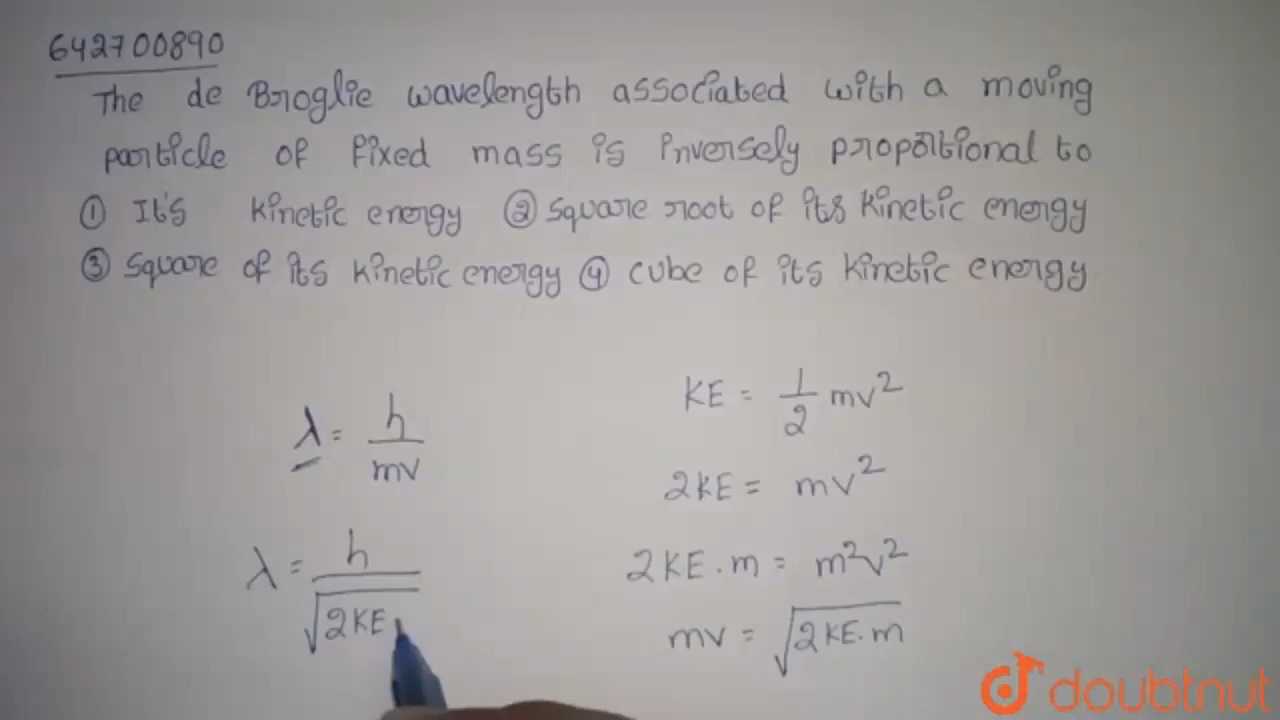 642700890
The de Broglie wavelength associated with a moving
particle of fixed mass is inversely proportional to
① It's kinetic energy ② Square root of its kinetic energy
③ Square of its kinetic energy ④ cube of its kinetic energy
λ = h/mv
λ = h/√2KE
KE = 1/2 mv²
2KE = mv²
2KE.m = m²v²
mv = √2KE.m
doubtnut